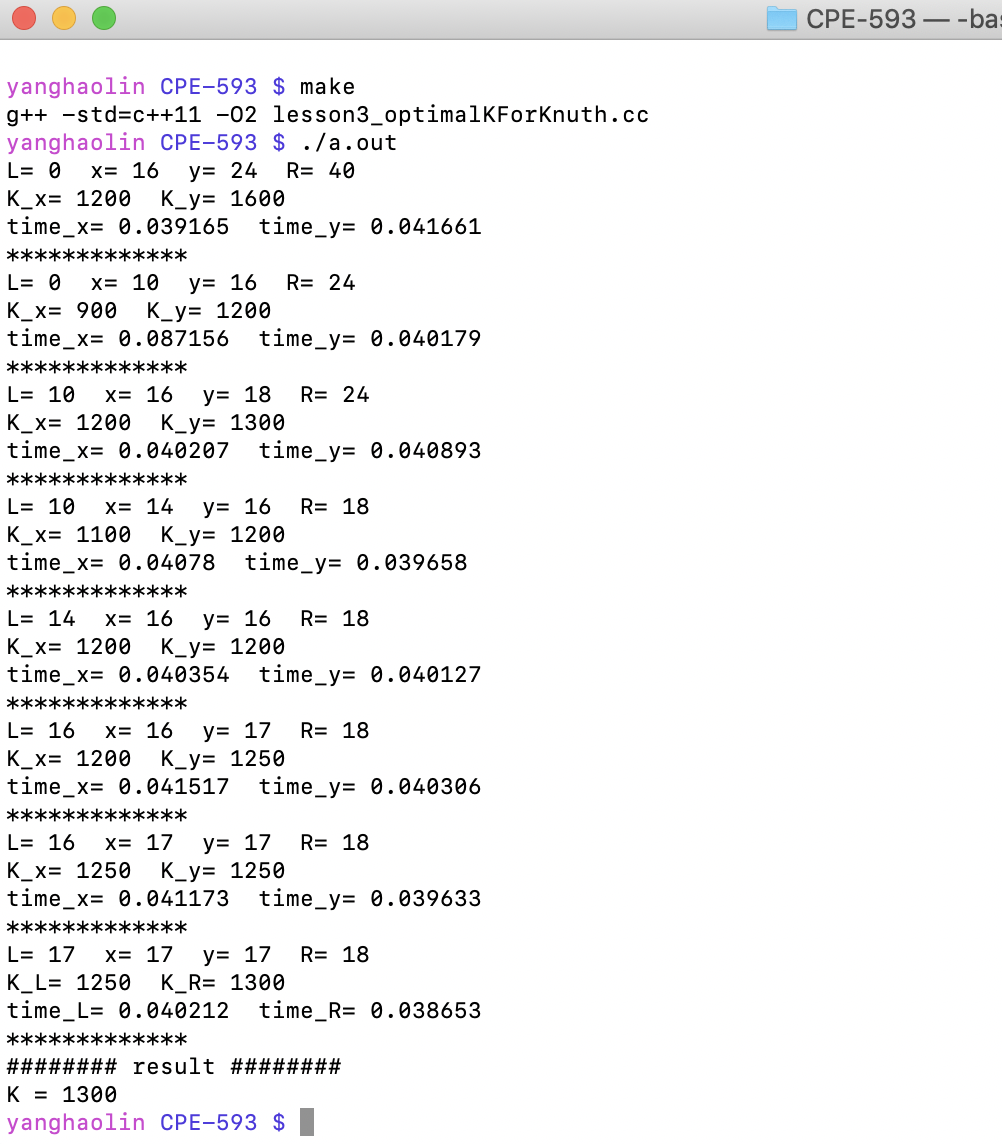 CPE-593 — -bas
yanghaolin CPE-593 $ make
g++ -std=c++11 -O2 lesson3_optimalKForKnuth.cc
yanghaolin CPE-593 $ ./a.out
L= 0  x= 16  y= 24  R= 40
K_x= 1200  K_y= 1600
time_x= 0.039165  time_y= 0.041661
*************
L= 0  x= 10  y= 16  R= 24
K_x= 900  K_y= 1200
time_x= 0.087156  time_y= 0.040179
*************
L= 10  x= 16  y= 18  R= 24
K_x= 1200  K_y= 1300
time_x= 0.040207  time_y= 0.040893
*************
L= 10  x= 14  y= 16  R= 18
K_x= 1100  K_y= 1200
time_x= 0.04078  time_y= 0.039658
*************
L= 14  x= 16  y= 16  R= 18
K_x= 1200  K_y= 1200
time_x= 0.040354  time_y= 0.040127
*************
L= 16  x= 16  y= 17  R= 18
K_x= 1200  K_y= 1250
time_x= 0.041517  time_y= 0.040306
*************
L= 16  x= 17  y= 17  R= 18
K_x= 1250  K_y= 1250
time_x= 0.041173  time_y= 0.039633
*************
L= 17  x= 17  y= 17  R= 18
K_L= 1250  K_R= 1300
time_L= 0.040212  time_R= 0.038653
*************
######## result ########
K = 1300
yanghaolin CPE-593 $